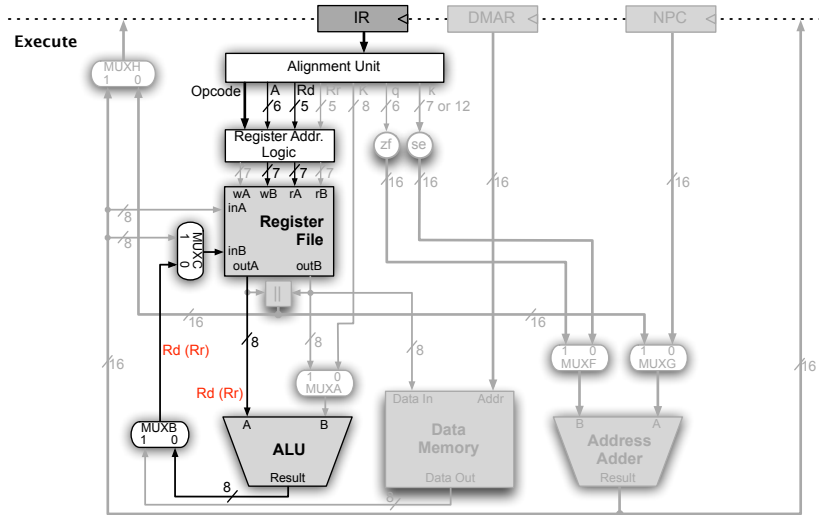 IR
DMAR
NPC
Execute
MUXH
1 0
8
Alignment Unit
Opcode
A
Rd
Rr
K
q
k
6
5
5
8
6
7 or 12
Register Addr.
Logic
zf
se
7
7
7
7
16
16
16
16
wA wB rA rB
inA
Register
File
inB
outA
outB
8
8
MUXC
1 0
||
16
16
Rd (Rr)
8
8
8
16
16
1 0
MUXA
1 0
MUXF
1 0
MUXG
Rd (Rr)
MUXB
1 0
A
B
ALU
Result
8
Data In
Addr
Data
Memory
Data Out
8
B
A
Address
Adder
Result